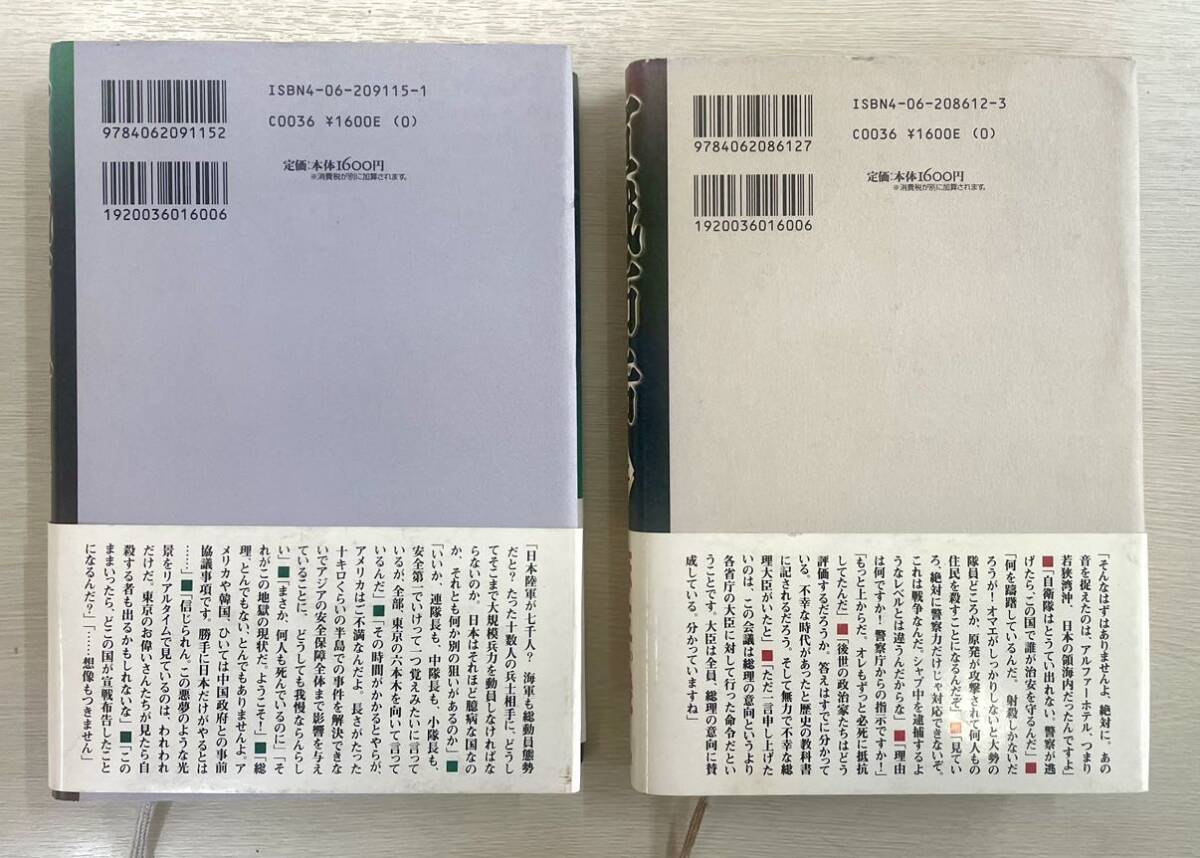 ISBN4-06-209115-1
C0036 ¥1600E (0)
9784062091152
定価:本体1600円
※消費税が別に加算されます。
1920036016006
「日本陸軍が七千人? 海軍も総動員態勢
だと? たった十数人の兵士相手に、どうし
てそこまで大規模兵力を動員しなければな
らないのか。日本はそれほど臆病な国なの
か、それとも何か別の狙いがあるのか」■
「いいか、連隊長も、中隊長も、小隊長も、
安全第一でいけって一つ覚えみたいに言って
いるが、全部、東京の六本木を向いて言って
いるんだ」■「その時間がかかるとやらが、
アメリカはご不満なんだよ。長さがたった
十キロぐらいの半島での事件を解決できな
いでアジアの安全保障全体まで影響を与え
ていることに、どうしても我慢ならんらし
い」■「まさか、何人も死んでいるのに」「そ
れがこの地獄の現状だ。ようこそ!」■「総
理、とんでもない、とんでもありませんよ。ア
メリカや韓国、ひいては中国政府との事前
協議事項です。勝手に日本だけがやるとは
……」■「信じられん。この悪夢のような光
景をリアルタイムで見ているのは、われわれ
だけだ。東京のお偉いさんたちが見たら自
殺する者も出るかもしれないな」■「この
ままいったら、どこの国が宣戦布告したこと
になるんだ?」「……想像もつきません」
ISBN4-06-208612-3
C0036 ¥1600E (0)
9784062086127
定価:本体1600円
※消費税が別に加算されます。
1920036016006
「そんなはずはありませんよ、絶対に。あの
音を捉えたのは、アルファーホテル、つまり
若狭湾沖、日本の領海内だったんですよ」
■「自衛隊はとうてい出れない。警察が逃
げたら、この国で誰が治安を守るんだ」■
「何を躊躇しているんだ。射殺しかないだ
ろうが!オマエがしっかりしないと大勢の
隊員どころか、原発が攻撃されて何人もの
住民を殺すことになるんだぞ」■「見てい
ろ、絶対に警察力だけじゃ対応できないぞ。
これは戦争なんだ。シャブ中を逮捕するよ
うなレベルとは違うんだからな」■「理由
は何ですか!警察庁からの指示ですか!」
「もっと上からだ。オレもずっと必死に抵抗
してたんだ」■「後世の政治家たちはどう
評価するだろうか。答えはすでに分かって
いる。不幸な時代があったと歴史の教科書
に記されるだろう。そして無力で不幸な総
理大臣がいたと」■「ただ一言申し上げた
いのは、この会議は総理の意向というより
各省庁の大臣に対して行った命令だとい
うことです。大臣は全員、総理の意向に賛
成している。分かっていますね」